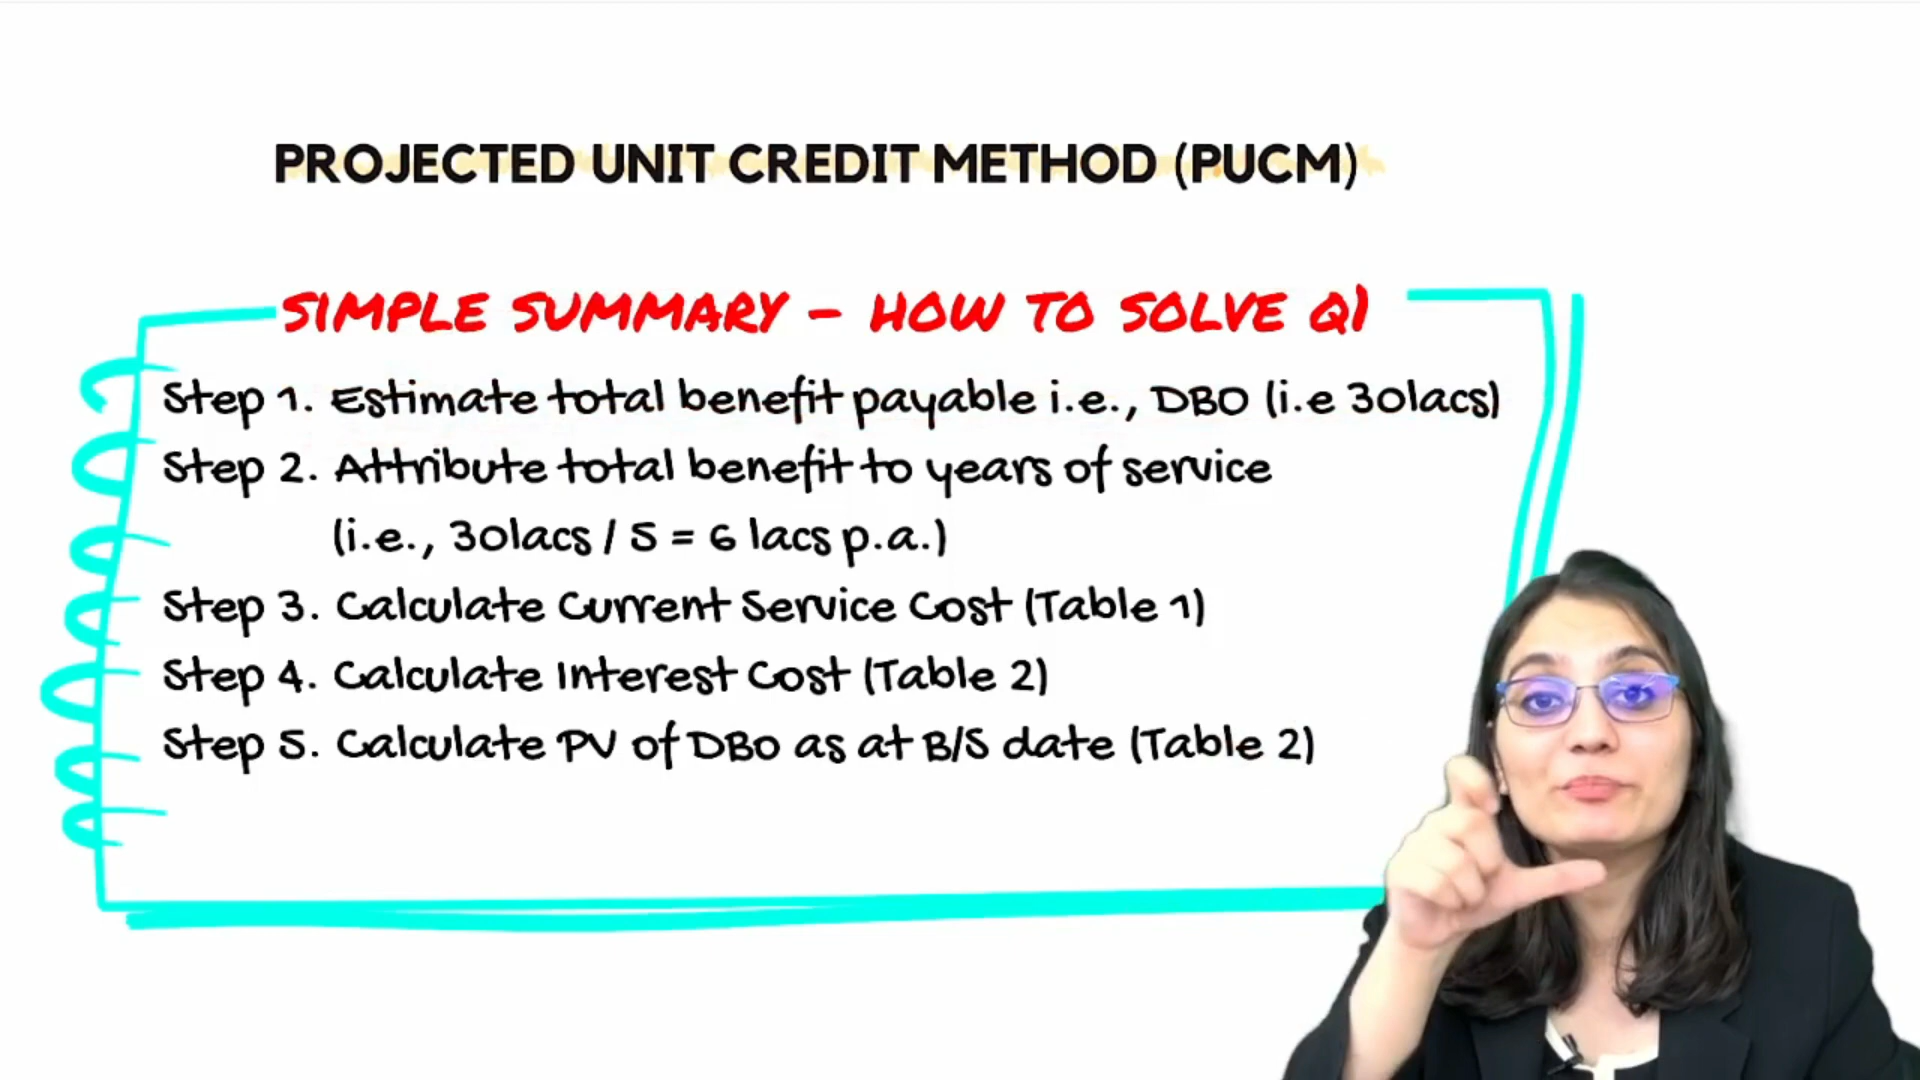 PROJECTED UNIT CREDIT METHOD (PUCM)
SIMPLE SUMMARY - HOW TO SOLVE Q1
Step 1. Estimate total benefit payable i.e., DBO (i.e 30lacs)
Step 2. Attribute total benefit to years of service
(i.e., 30lacs / 5 = 6 lacs p.a.)
Step 3. Calculate Current Service Cost (Table 1)
Step 4. Calculate Interest Cost (Table 2)
Step 5. Calculate PV of DBO as at B/S date (Table 2)